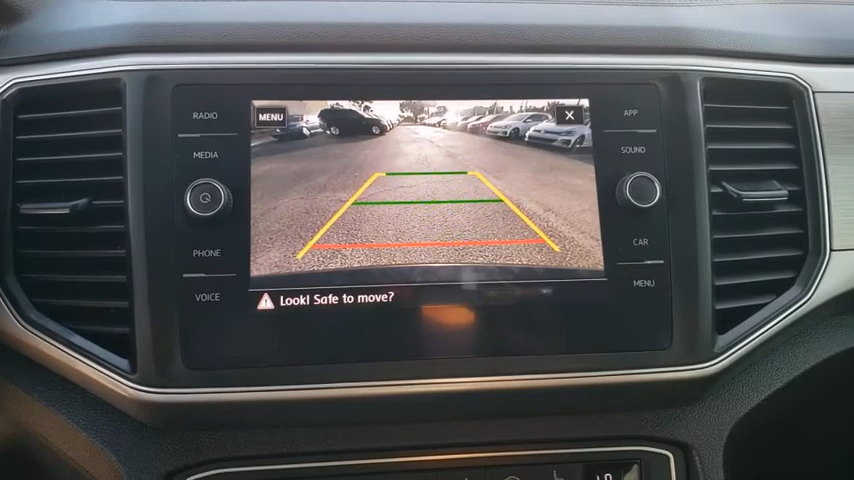 RADIO
MEDIA
PHONE
VOICE
MENU
X
Look! Safe to move?
APP
SOUND
CAR
MENU